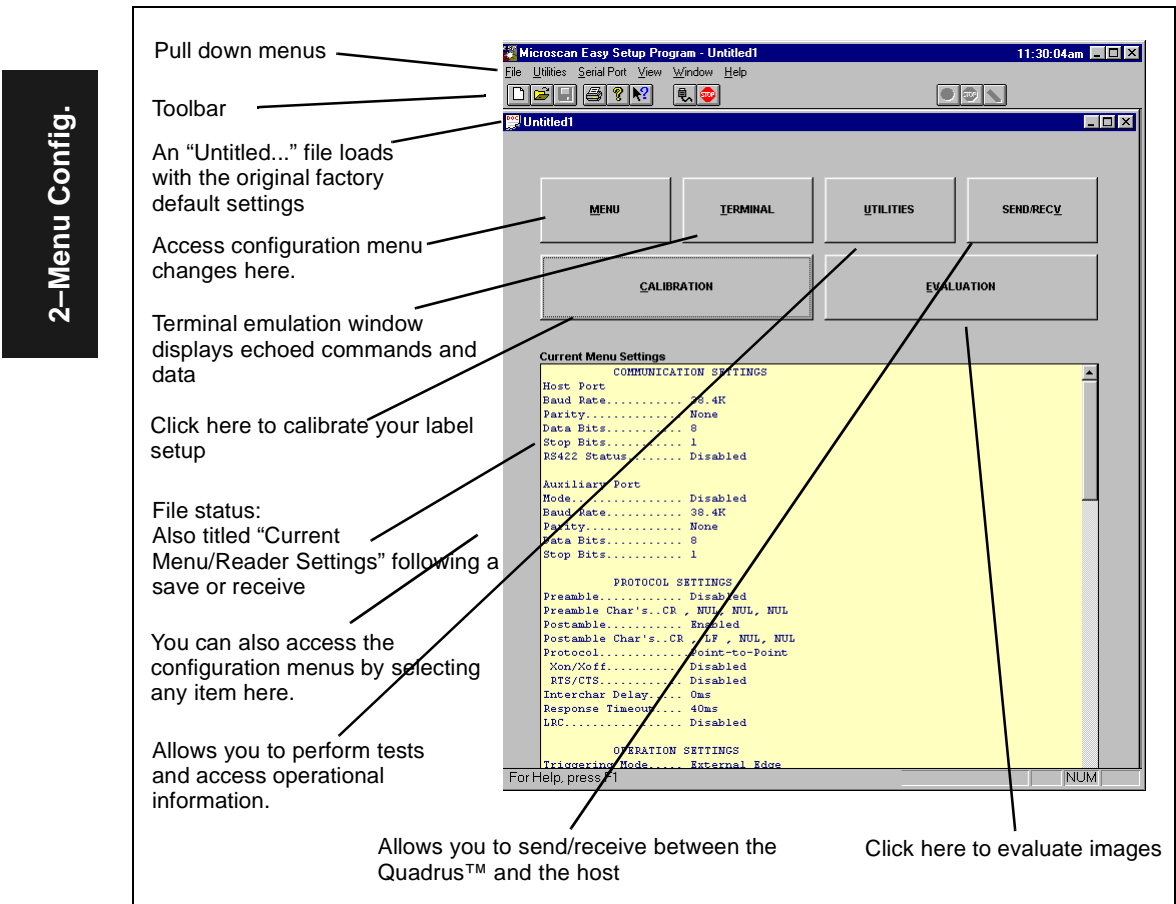 2–Menu Config.
Pull down menus
Toolbar
An “Untitled...” file loads
with the original factory
default settings
Access configuration menu
changes here.
Terminal emulation window
displays echoed commands and
data
Click here to calibrate your label
setup
File status:
Also titled “Current
Menu/Reader Settings” following a
save or receive
You can also access the
configuration menus by selecting
any item here.
Allows you to perform tests
and access operational
information.
Microscan Easy Setup Program - Untitled1 11:30:04am
File Utilities Serial Port View Window Help
STOP STOP
Untitled1
MENU TERMINAL UTILITIES SEND/RECV
CALIBRATION EVALUATION
Current Menu Settings
COMMUNICATION SETTINGS
Host Port
Baud Rate........... 38.4K
Parity.............. None
Data Bits........... 8
Stop Bits........... 1
RS422 Status........ Disabled
Auxiliary Port
Mode................ Disabled
Baud Rate........... 38.4K
Parity.............. None
Data Bits........... 8
Stop Bits........... 1
PROTOCOL SETTINGS
Preamble............ Disabled
Preamble Char's..CR , NUL, NUL, NUL
Postamble........... Enabled
Postamble Char's..CR , LF , NUL, NUL
Protocol............Point-to-Point
Xon/Xoff........... Disabled
RTS/CTS............ Disabled
Interchar Delay..... 0ms
Response Timeout.... 40ms
LRC................. Disabled
OPERATION SETTINGS
Triggering Mode..... External Edge
For Help, press F1 NUM
Allows you to send/receive between the
Quadrus™ and the host
Click here to evaluate images